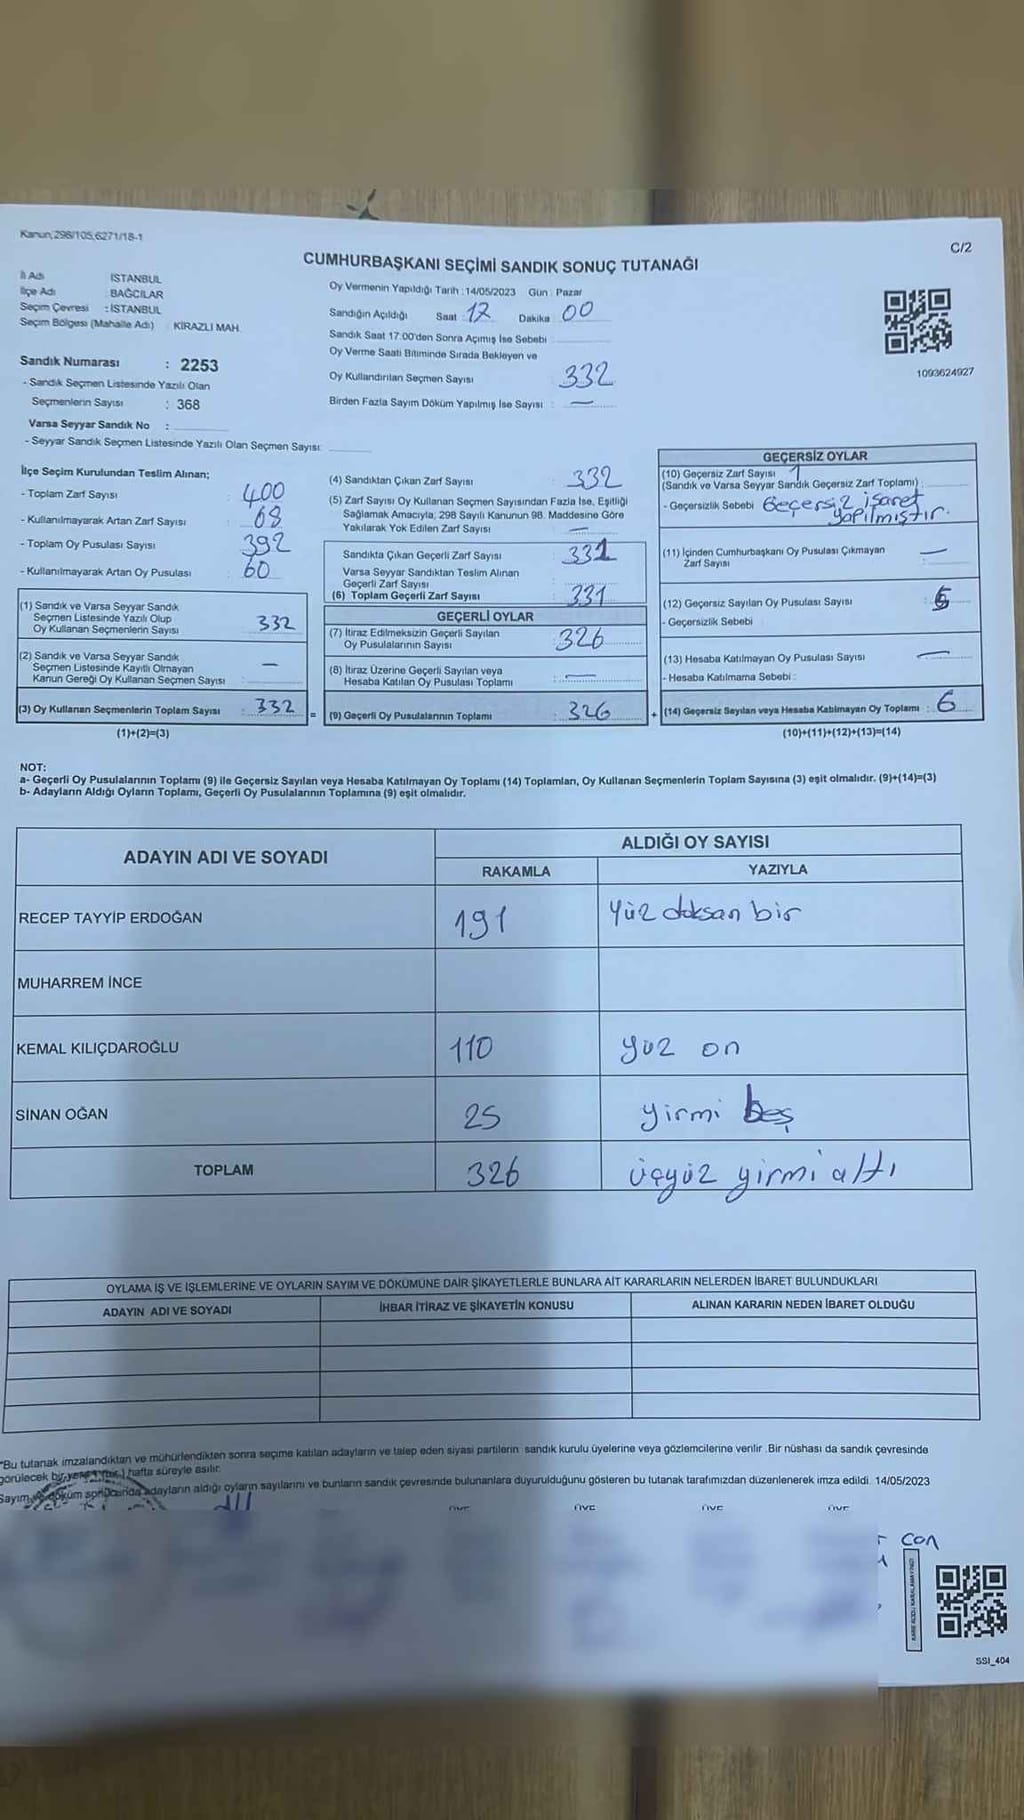 Kanun,298/105,6271/18-1
C/2
CUMHURBAŞKANI SEÇİMİ SANDIK SONUÇ TUTANAĞI
İl Adı İSTANBUL
İlçe Adı : BAĞCILAR
Seçim Çevresi : İSTANBUL
Seçim Bölgesi (Mahalle Adı) KİRAZLI MAH.
Oy Vermenin Yapıldığı Tarih : 14/05/2023 Gün : Pazar
Sandığın Açıldığı Saat : 17 Dakika : 00
Sandık Saat 17:00'den Sonra Açımış İse Sebebi
Oy Verme Saati Bitiminde Sırada Bekleyen ve
Oy Kullandırılan Seçmen Sayısı 332
Birden Fazla Sayım Döküm Yapılmış İse Sayısı : —
1093624927
Sandık Numarası : 2253
- Sandık Seçmen Listesinde Yazılı Olan
Seçmenlerin Sayısı : 368
Varsa Seyyar Sandık No :
- Seyyar Sandık Seçmen Listesinde Yazılı Olan Seçmen Sayısı:
İlçe Seçim Kurulundan Teslim Alınan;
- Toplam Zarf Sayısı : 400
- Kullanılmayarak Artan Zarf Sayısı : 68
- Toplam Oy Pusulası Sayısı : 392
- Kullanılmayarak Artan Oy Pusulası : 60
(1) Sandık ve Varsa Seyyar Sandık
Seçmen Listesinde Yazılı Olup
Oy Kullanan Seçmenlerin Sayısı : 332
(2) Sandık ve Varsa Seyyar Sandık
Seçmen Listesinde Kayıtlı Olmayan
Kanun Gereği Oy Kullanan Seçmen Sayısı : —
(3) Oy Kullanan Seçmenlerin Toplam Sayısı : 332
(1)+(2)=(3)
=
(4) Sandıktan Çıkan Zarf Sayısı : 332
(5) Zarf Sayısı Oy Kullanan Seçmen Sayısından Fazla İse, Eşitliği
Sağlamak Amacıyla; 298 Sayılı Kanunun 98. Maddesine Göre
Yakılarak Yok Edilen Zarf Sayısı : —
Sandıkta Çıkan Geçerli Zarf Sayısı : 331
Varsa Seyyar Sandıktan Teslim Alınan
Geçerli Zarf Sayısı
(6) Toplam Geçerli Zarf Sayısı : 331
GEÇERLİ OYLAR
(7) İtiraz Edilmeksizin Geçerli Sayılan
Oy Pusulalarının Sayısı : 326
(8) İtiraz Üzerine Geçerli Sayılan veya
Hesaba Katılan Oy Pusulası Toplamı : —
(9) Geçerli Oy Pusulalarının Toplamı : 326
+
GEÇERSİZ OYLAR
(10) Geçersiz Zarf Sayısı 1
(Sandık ve Varsa Seyyar Sandık Geçersiz Zarf Toplamı) :
- Geçersizlik Sebebi Geçersiz işaret
yapılmıştır.
(11) İçinden Cumhurbaşkanı Oy Pusulası Çıkmayan
Zarf Sayısı : —
(12) Geçersiz Sayılan Oy Pusulası Sayısı : 5
- Geçersizlik Sebebi
(13) Hesaba Katılmayan Oy Pusulası Sayısı : —
- Hesaba Katılmama Sebebi :
(14) Geçersiz Sayılan veya Hesaba Katılmayan Oy Toplamı : 6
(10)+(11)+(12)+(13)=(14)
NOT:
a- Geçerli Oy Pusulalarının Toplamı (9) ile Geçersiz Sayılan veya Hesaba Katılmayan Oy Toplamı (14) Toplamları, Oy Kullanan Seçmenlerin Toplam Sayısına (3) eşit olmalıdır. (9)+(14)=(3)
b- Adayların Aldığı Oyların Toplamı, Geçerli Oy Pusulalarının Toplamına (9) eşit olmalıdır.
ADAYIN ADI VE SOYADI
ALDIĞI OY SAYISI
RAKAMLA YAZIYLA
RECEP TAYYİP ERDOĞAN 191 Yüz doksan bir
MUHARREM İNCE
KEMAL KILIÇDAROĞLU 110 yüz on
SİNAN OĞAN 25 yirmi beş
TOPLAM 326 üçyüz yirmi altı
OYLAMA İŞ VE İŞLEMLERİNE VE OYLARIN SAYIM VE DÖKÜMÜNE DAİR ŞİKAYETLERLE BUNLARA AİT KARARLARIN NELERDEN İBARET BULUNDUKLARI
ADAYIN ADI VE SOYADI İHBAR İTİRAZ VE ŞİKAYETİN KONUSU ALINAN KARARIN NEDEN İBARET OLDUĞU
"Bu tutanak imzalandıktan ve mühürlendikten sonra seçime katılan adayların ve talep eden siyasi partilerin sandık kurulu üyelerine veya gözlemcilerine verilir. Bir nüshası da sandık çevresinde
görülecek bir yere 1 (bir) hafta süreyle asılır.
Sayım ve döküm sonucunda adayların aldığı oyların sayılarını ve bunların sandık çevresinde bulunanlara duyurulduğunu gösteren bu tutanak tarafımızdan düzenlenerek imza edildi. 14/05/2023
ÜYE ÜYE ÜYE ÜYE
can
KARE KODU KARALAMAYINIZ!
SSI_404